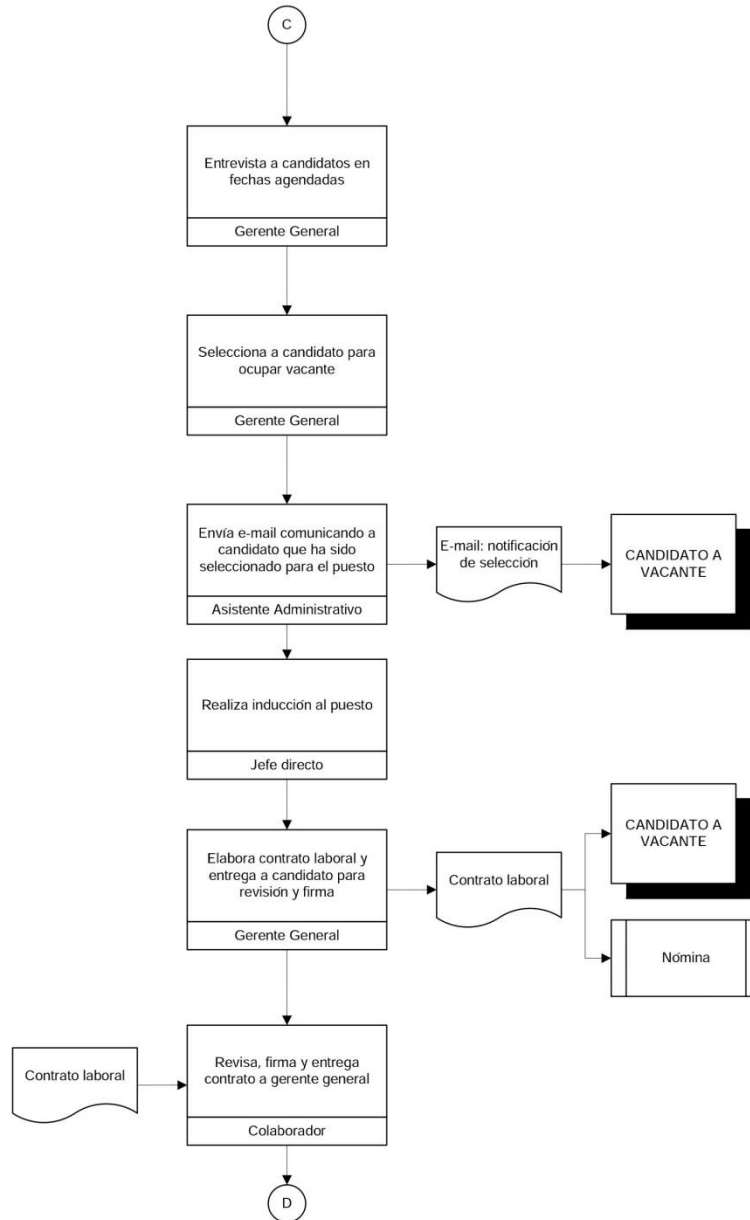 C
Entrevista a candidatos en
fechas agendadas
Gerente General
Selecciona a candidato para
ocupar vacante
Gerente General
Envía e-mail comunicando a
candidato que ha sido
seleccionado para el puesto
Asistente Administrativo
E-mail: notificación
de selección
CANDIDATO A
VACANTE
Realiza inducción al puesto
Jefe directo
Elabora contrato laboral y
entrega a candidato para
revisión y firma
Gerente General
Contrato laboral
CANDIDATO A
VACANTE
Nómina
Contrato laboral
Revisa, firma y entrega
contrato a gerente general
Colaborador
D